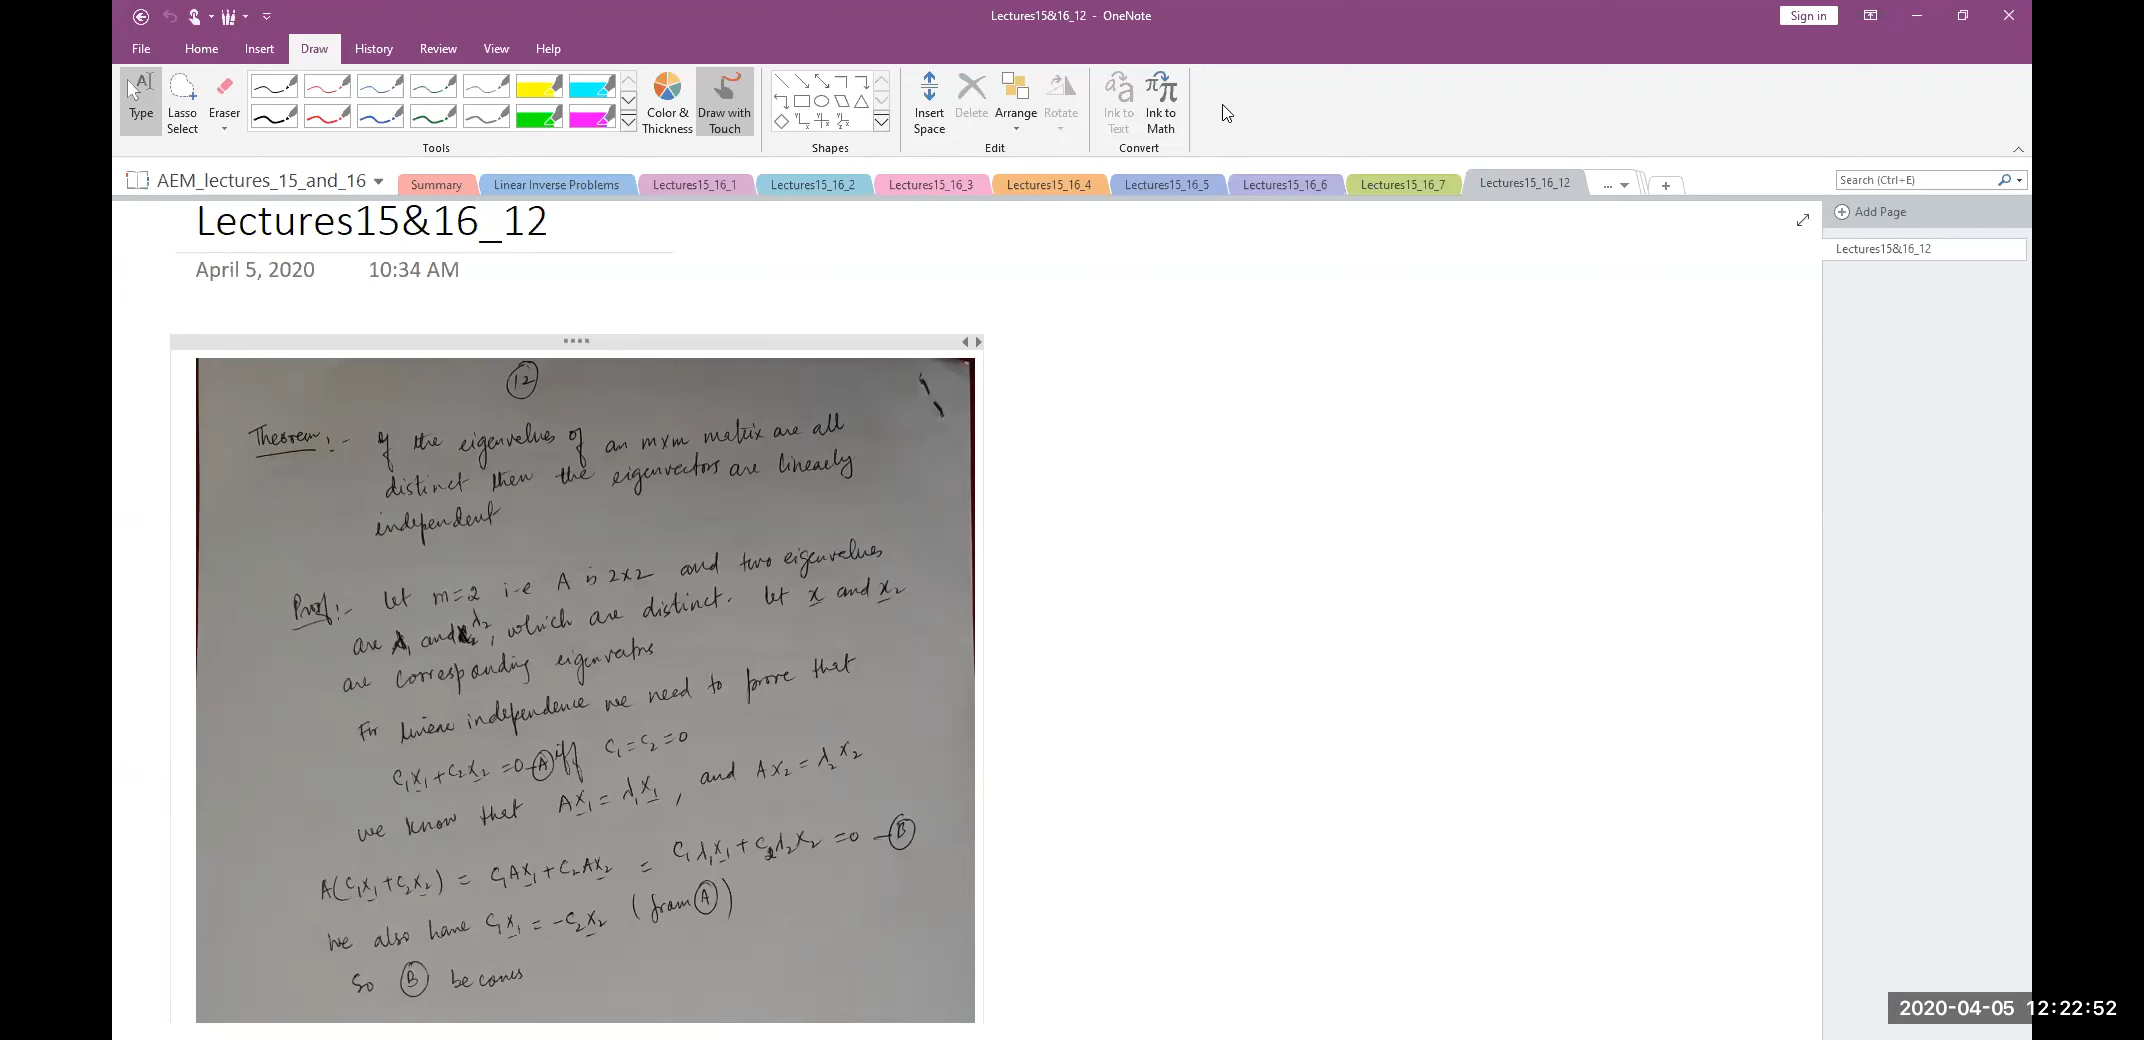 Lectures15&16_12 - OneNote
Sign in
File Home Insert Draw History Review View Help
Type
Lasso Select
Eraser
Color & Thickness
Draw with Touch
Insert Space
Delete
Arrange
Rotate
Ink to Text
Ink to Math
Tools
Shapes
Edit
Convert
AEM_lectures_15_and_16
Summary Linear Inverse Problems Lectures15_16_1 Lectures15_16_2 Lectures15_16_3 Lectures15_16_4 Lectures15_16_5 Lectures15_16_6 Lectures15_16_7 Lectures15_16_12 ...
Search (Ctrl+E)
Add Page
Lectures15&16_12
Lectures15&16_12
April 5, 2020 10:34 AM
12
Theorem:- If the eigenvalues of an mxm matrix are all
distinct then the eigenvectors are linearly
independent
Proof:- Let m=2 i-e A is 2x2 and two eigenvalues
are λ₁ and λ₂, which are distinct. Let x and x₂
are corresponding eigenvectors
For linear independence we need to prove that
C₁x₁+C₂x₂=0 -Ⓐ iff C₁=C₂=0
we know that Ax₁=λ₁x₁, and Ax₂=λ₂x₂
A(C₁x₁+C₂x₂) = C₁Ax₁+C₂Ax₂ = C₁λ₁x₁+C₂λ₂x₂=0 -Ⓑ
We also have C₁x₁=-C₂x₂ (from Ⓐ)
So Ⓑ becomes
2020-04-05 12:22:52